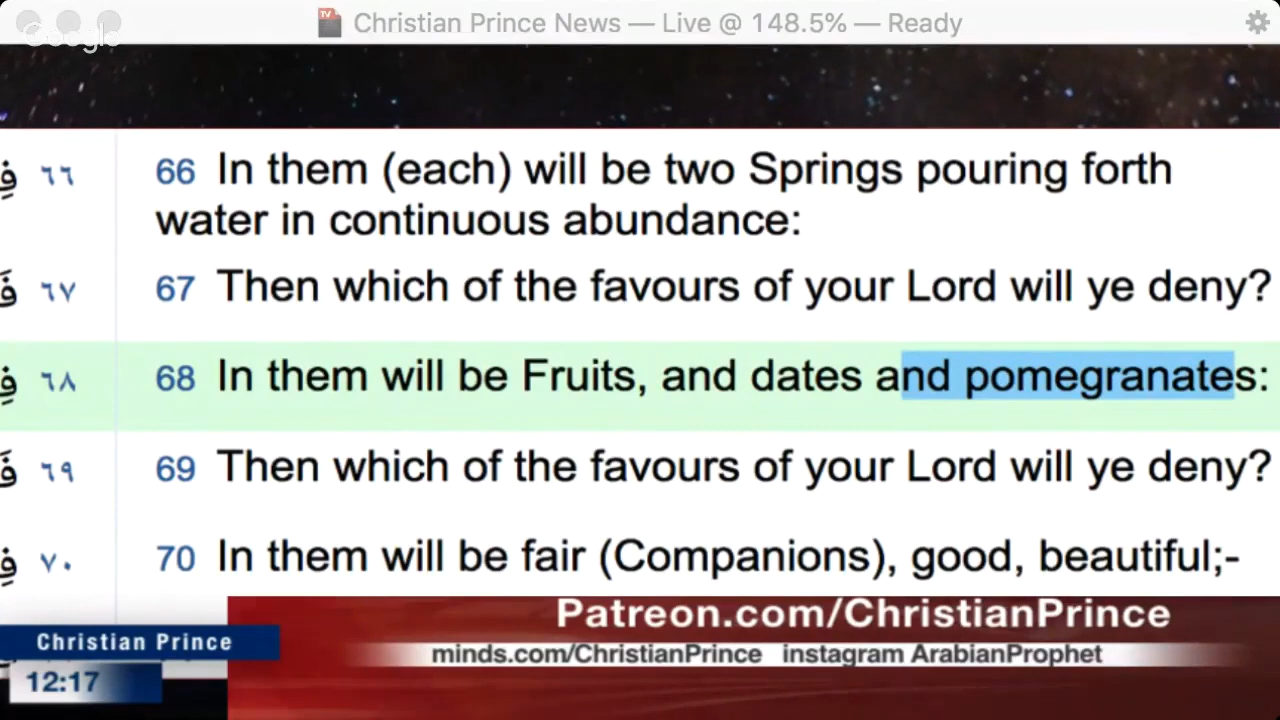 Christian Prince News — Live @ 148.5% — Ready
Google
٦٦ 66 In them (each) will be two Springs pouring forth
water in continuous abundance:
٦٧ 67 Then which of the favours of your Lord will ye deny?
٦٨ 68 In them will be Fruits, and dates and pomegranates:
٦٩ 69 Then which of the favours of your Lord will ye deny?
٧٠ 70 In them will be fair (Companions), good, beautiful;-
Patreon.com/ChristianPrince
Christian Prince
minds.com/ChristianPrince instagram ArabianProphet
12:17